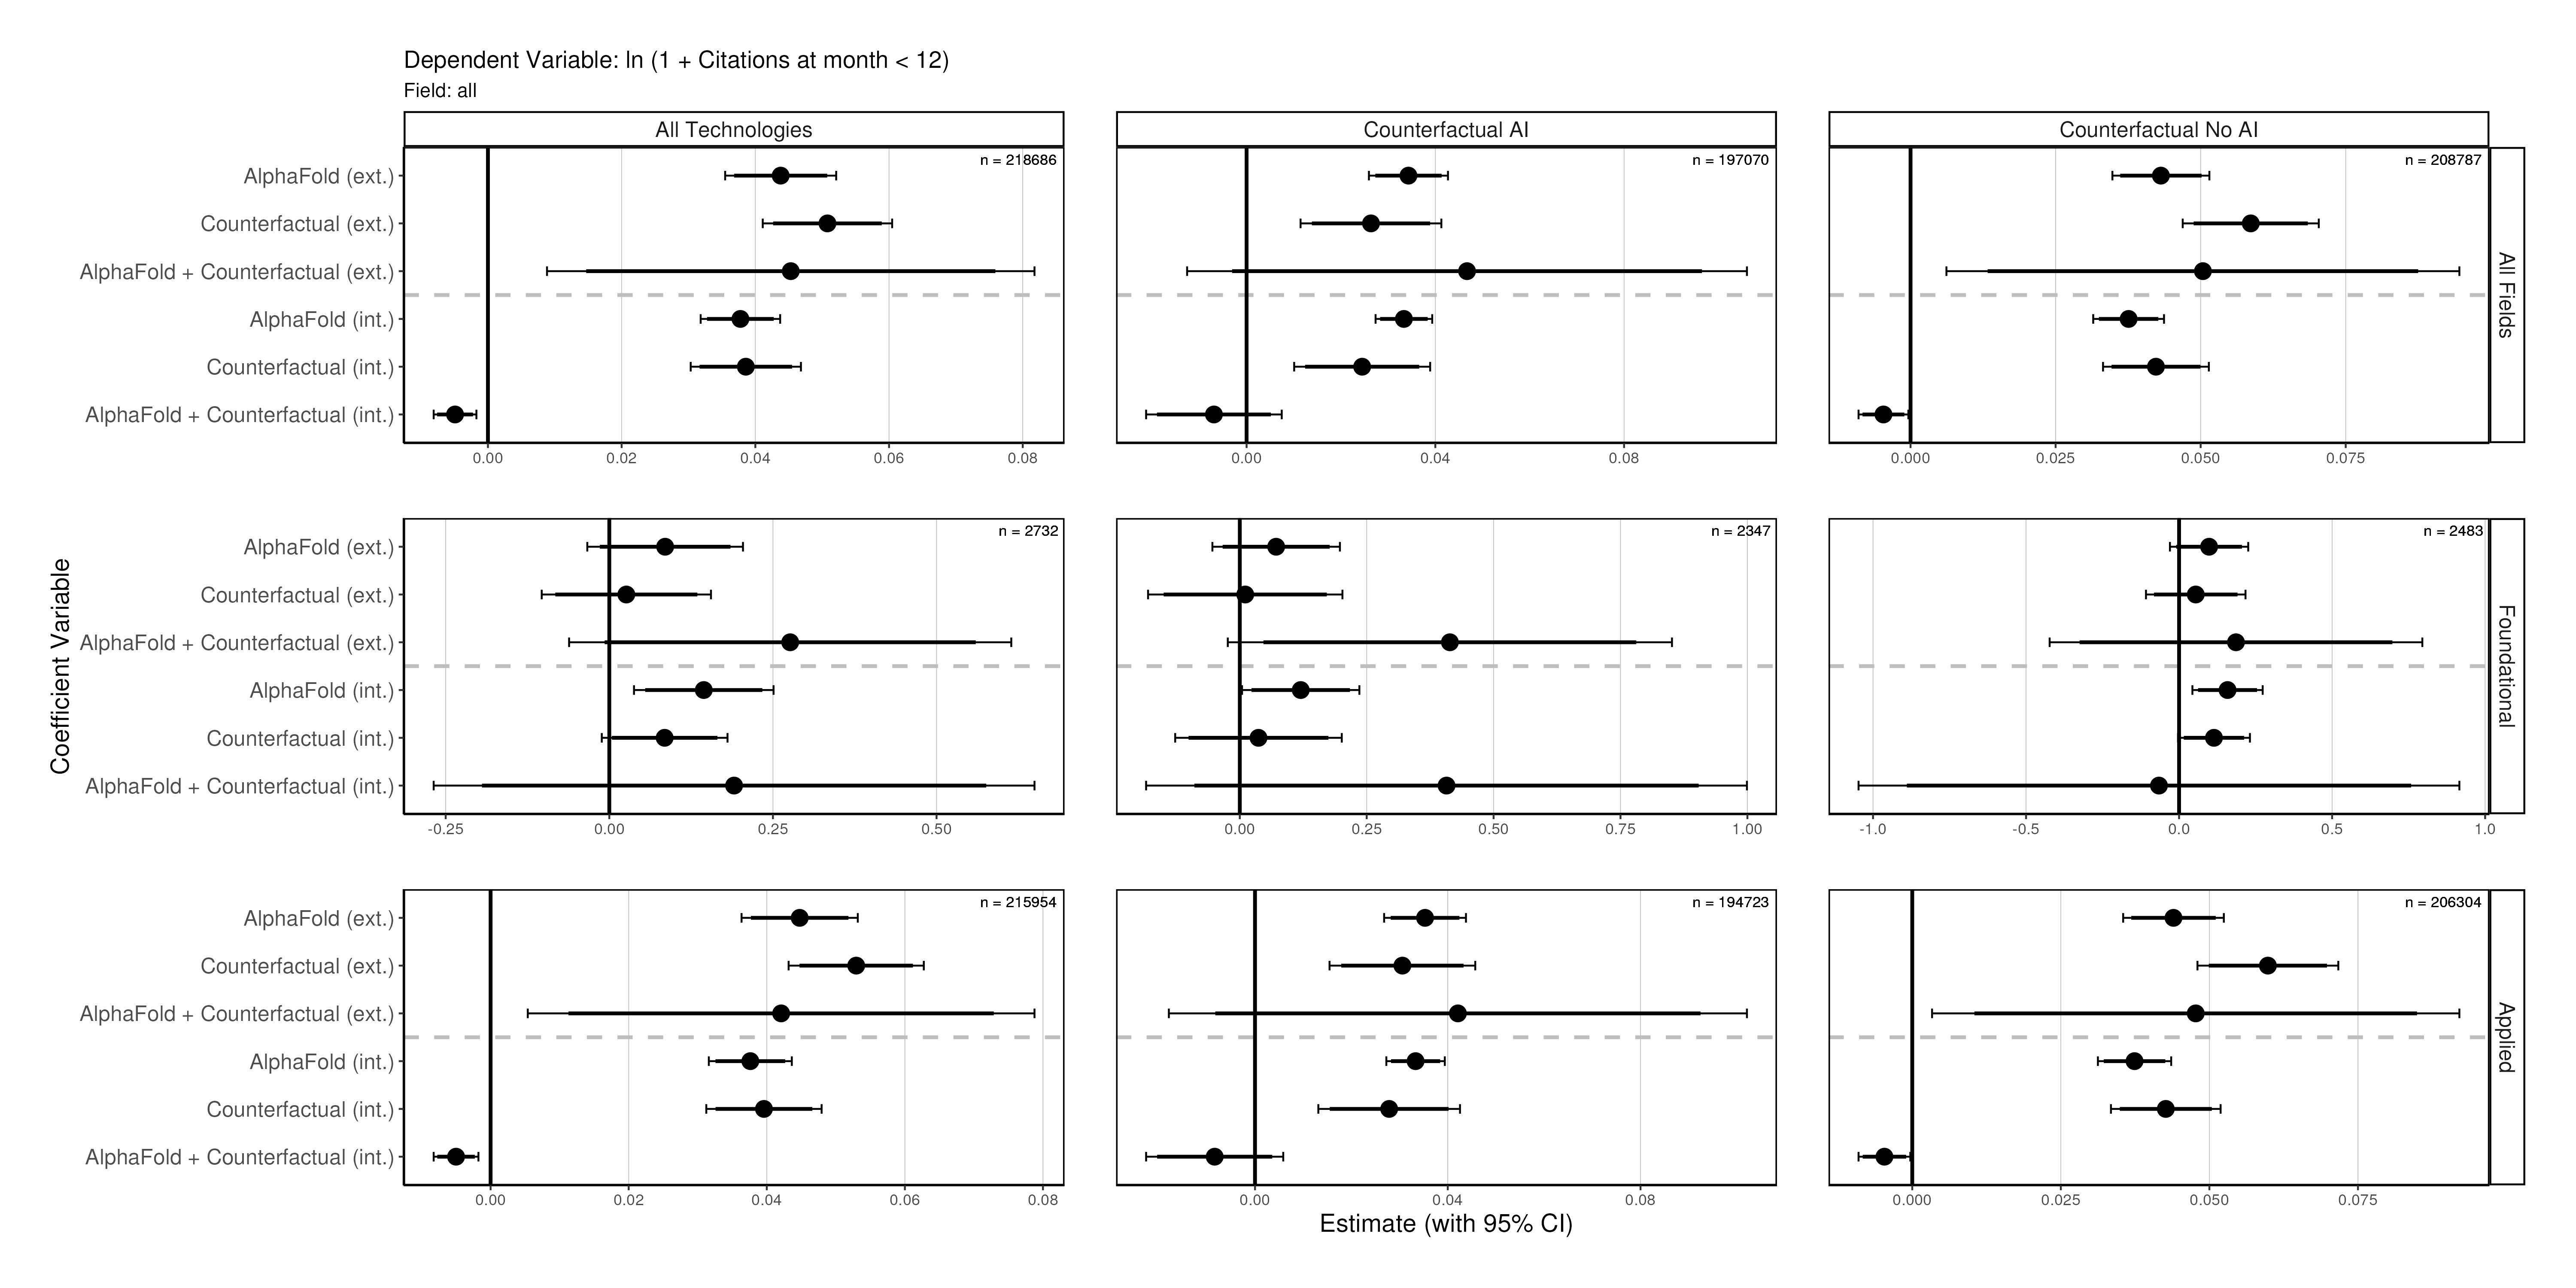 Dependent Variable: ln (1 + Citations at month < 12)
Field: all
All Technologies
Counterfactual AI
Counterfactual No AI
Coefficient Variable
AlphaFold (ext.)
Counterfactual (ext.)
AlphaFold + Counterfactual (ext.)
AlphaFold (int.)
Counterfactual (int.)
AlphaFold + Counterfactual (int.)
n = 218686
n = 197070
n = 208787
All Fields
0.00 0.02 0.04 0.06 0.08
0.00 0.04 0.08
0.000 0.025 0.050 0.075
AlphaFold (ext.)
Counterfactual (ext.)
AlphaFold + Counterfactual (ext.)
AlphaFold (int.)
Counterfactual (int.)
AlphaFold + Counterfactual (int.)
n = 2732
n = 2347
n = 2483
Foundational
-0.25 0.00 0.25 0.50
0.00 0.25 0.50 0.75 1.00
-1.0 -0.5 0.0 0.5 1.0
AlphaFold (ext.)
Counterfactual (ext.)
AlphaFold + Counterfactual (ext.)
AlphaFold (int.)
Counterfactual (int.)
AlphaFold + Counterfactual (int.)
n = 215954
n = 194723
n = 206304
Applied
0.00 0.02 0.04 0.06 0.08
0.00 0.04 0.08
0.000 0.025 0.050 0.075
Estimate (with 95% CI)